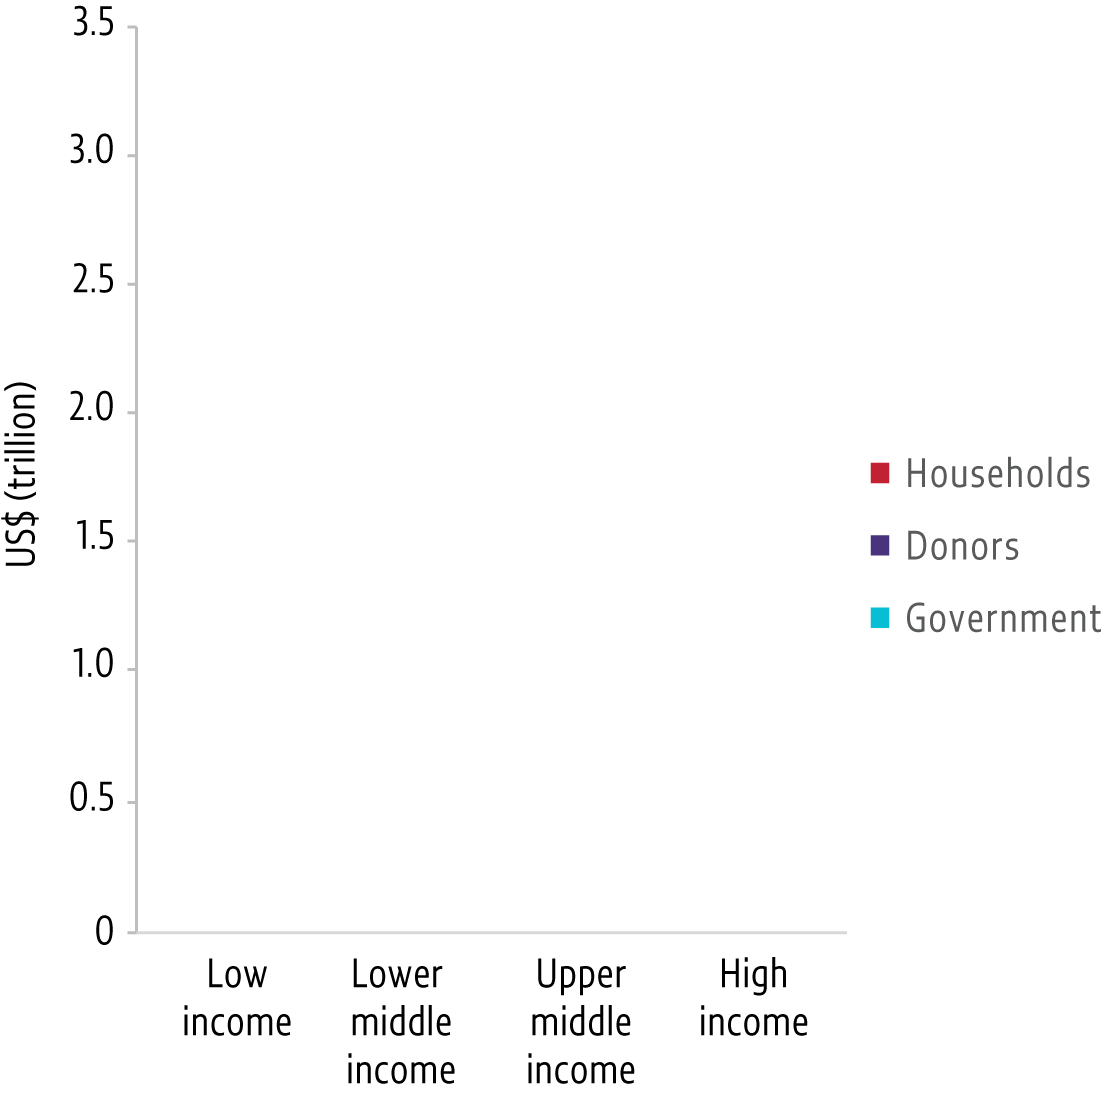 3.5
3.0
2.5
2.0
1.5
1.0
0.5
0
US$ (trillion)
Low
income
Lower
middle
income
Upper
middle
income
High
income
Households
Donors
Government